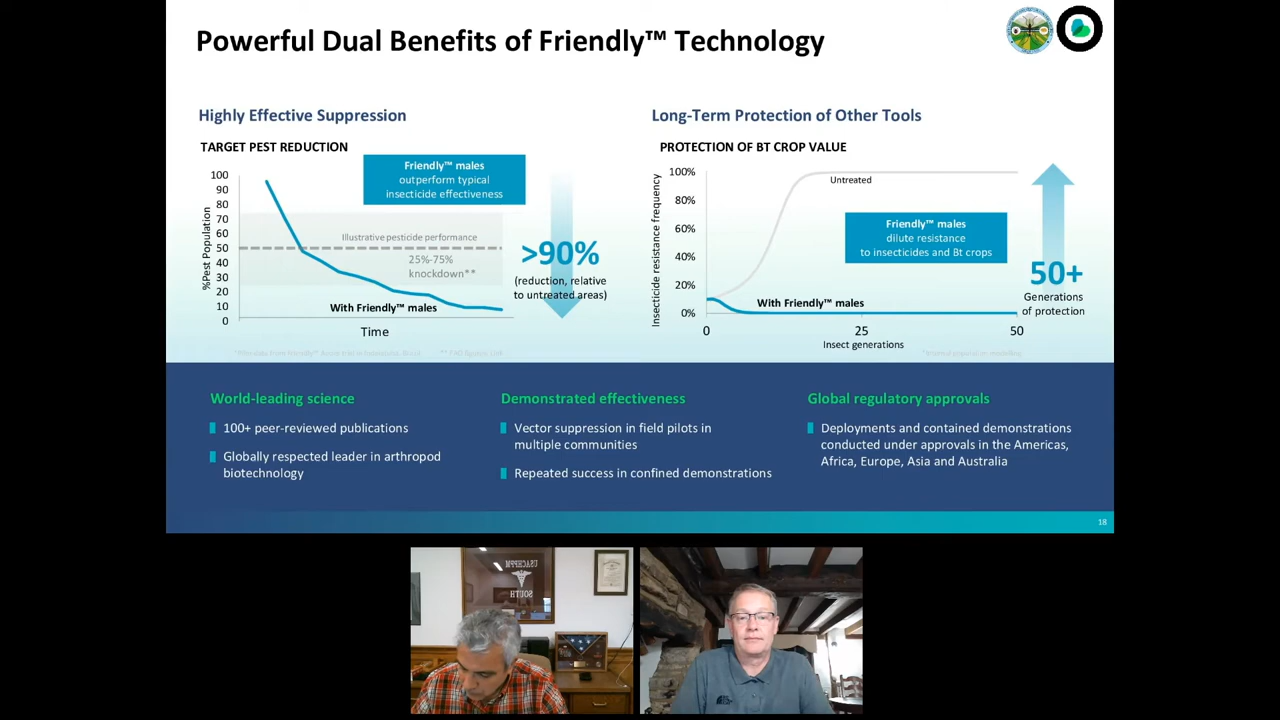 Powerful Dual Benefits of Friendly™ Technology
Highly Effective Suppression
TARGET PEST REDUCTION
Friendly™ males
outperform typical
insecticide effectiveness
100
90
80
70
60
50
40
30
20
10
0
%Pest Population
Illustrative pesticide performance
25%-75%
knockdown**
With Friendly™ males
Time
>90%
(reduction, relative
to untreated areas)
Long-Term Protection of Other Tools
PROTECTION OF BT CROP VALUE
Insecticide resistance frequency
100%
80%
60%
40%
20%
0%
Untreated
Friendly™ males
dilute resistance
to insecticides and Bt crops
With Friendly™ males
0
25
50
Insect generations
50+
Generations
of protection
World-leading science
100+ peer-reviewed publications
Globally respected leader in arthropod
biotechnology
Demonstrated effectiveness
Vector suppression in field pilots in
multiple communities
Repeated success in confined demonstrations
Global regulatory approvals
Deployments and contained demonstrations
conducted under approvals in the Americas,
Africa, Europe, Asia and Australia
18
USACHPPM
SOUTH